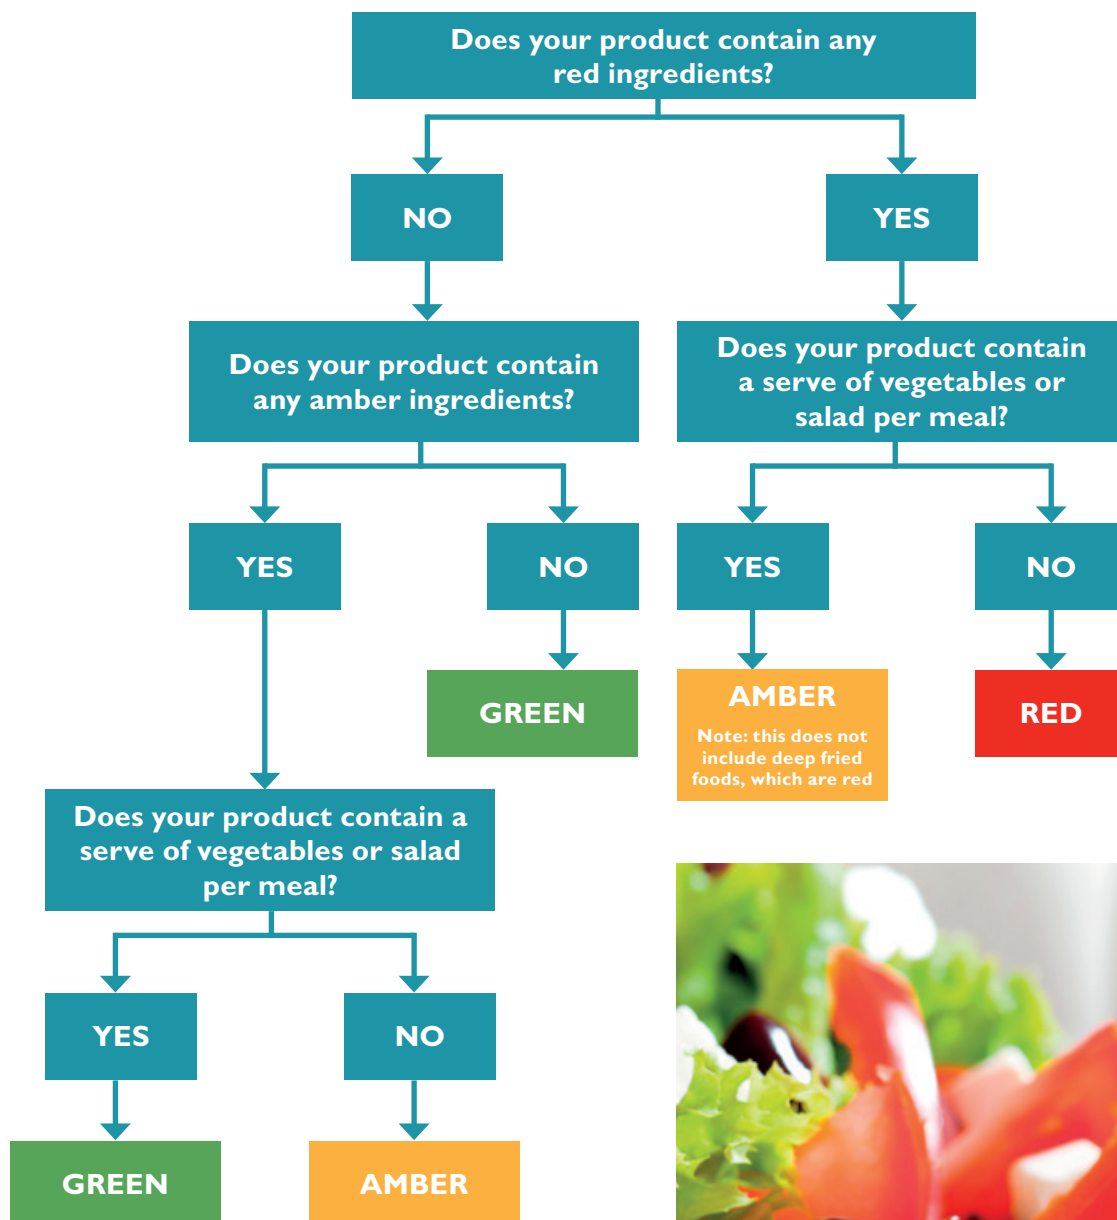 Does your product contain any
red ingredients?
NO
YES
Does your product contain
any amber ingredients?
Does your product contain
a serve of vegetables or
salad per meal?
YES
NO
YES
NO
GREEN
AMBER
Note: this does not
include deep fried
foods, which are red
RED
Does your product contain a
serve of vegetables or salad
per meal?
YES
NO
GREEN
AMBER